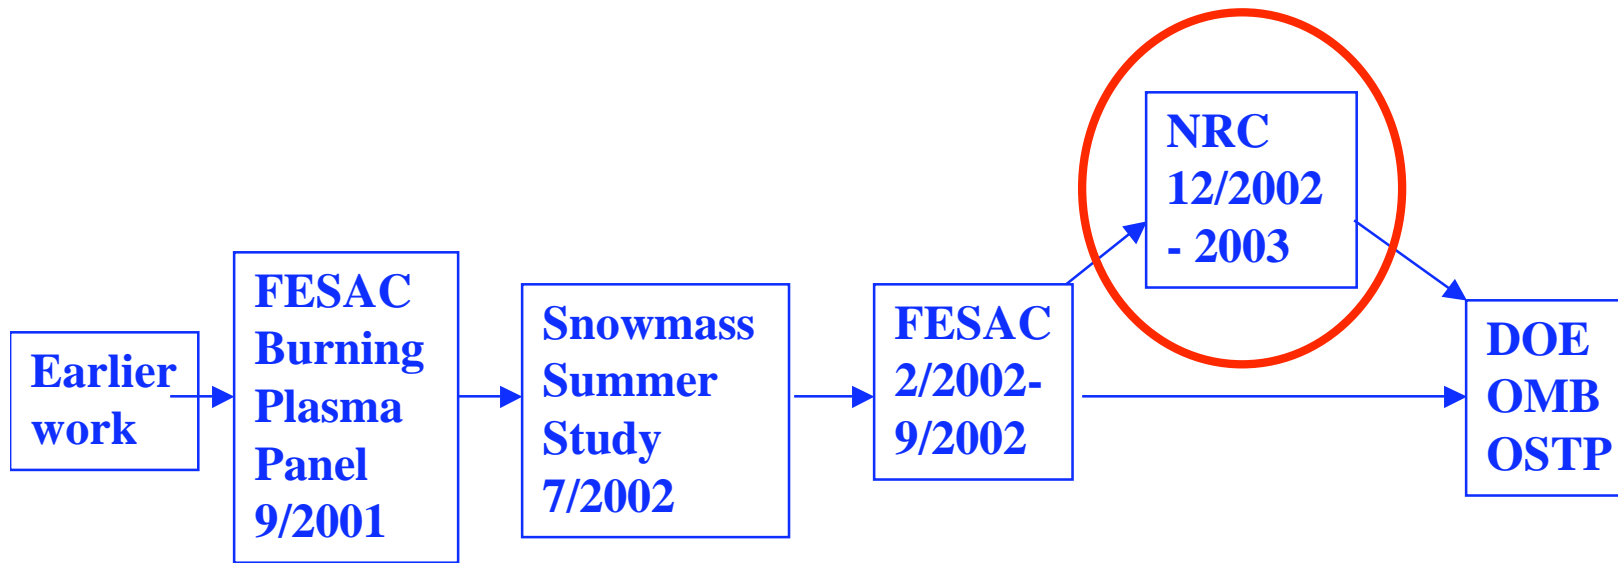 Earlier
work
FESAC
Burning
Plasma
Panel
9/2001
Snowmass
Summer
Study
7/2002
FESAC
2/2002-
9/2002
NRC
12/2002
- 2003
DOE
OMB
OSTP